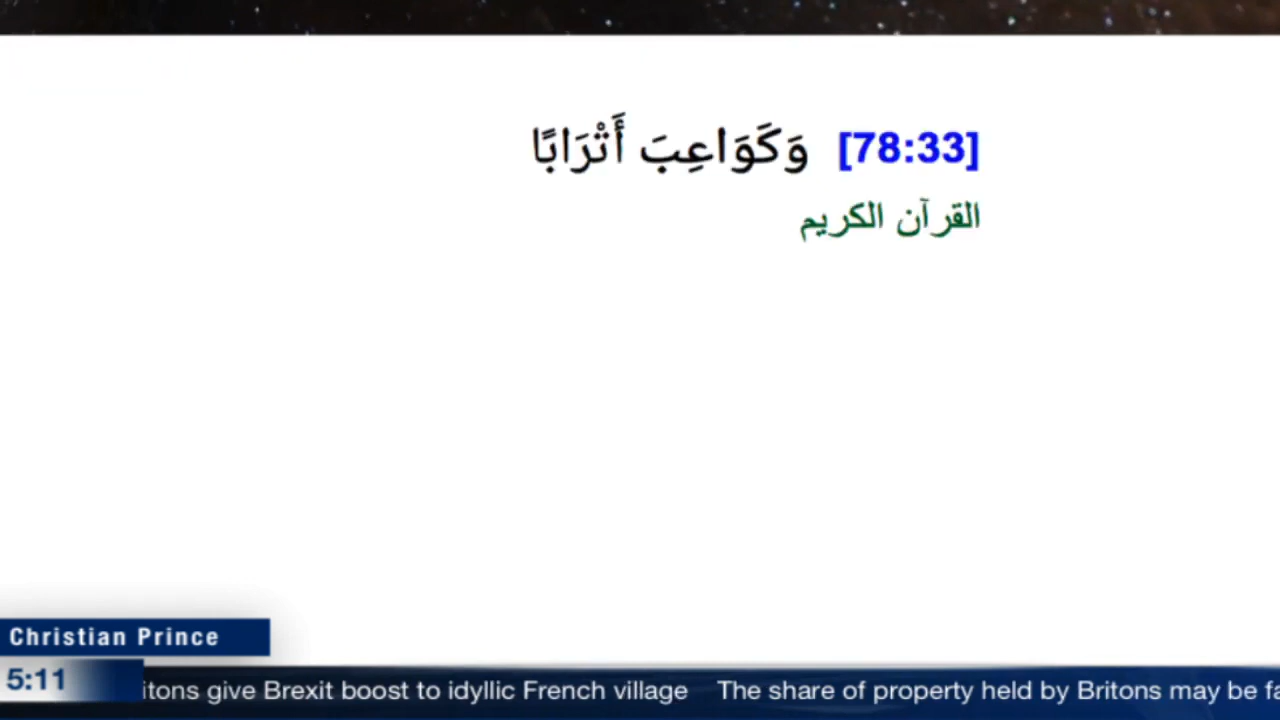 [78:33] وَكَوَاعِبَ أَتْرَابًا
القرآن الكريم
Christian Prince
5:11
itons give Brexit boost to idyllic French village The share of property held by Britons may be fa